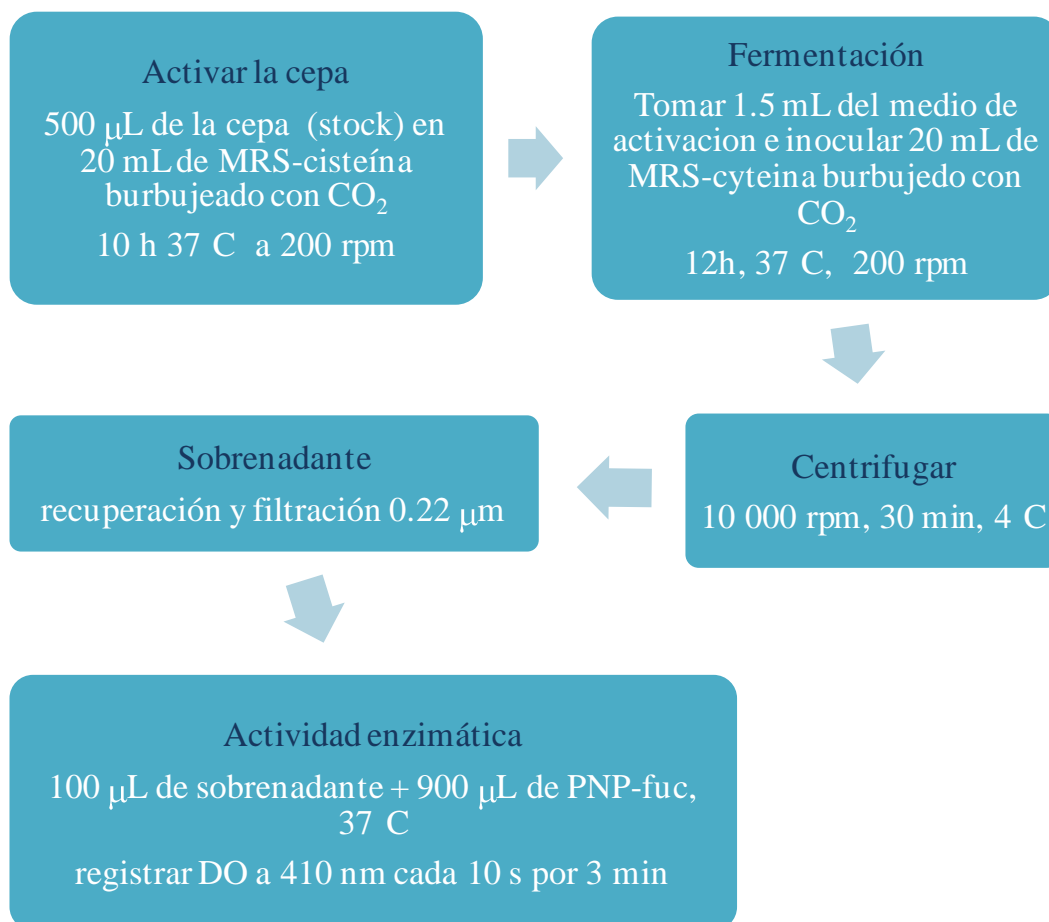 Activar la cepa
500 μL de la cepa (stock) en
20 mL de MRS-cisteína
burbujeado con CO₂
10 h 37 C a 200 rpm
Fermentación
Tomar 1.5 mL del medio de
activacion e inocular 20 mL de
MRS-cyteina burbujedo con
CO₂
12h, 37 C, 200 rpm
Centrifugar
10 000 rpm, 30 min, 4 C
Sobrenadante
recuperación y filtración 0.22 μm
Actividad enzimática
100 μL de sobrenadante + 900 μL de PNP-fuc,
37 C
registrar DO a 410 nm cada 10 s por 3 min